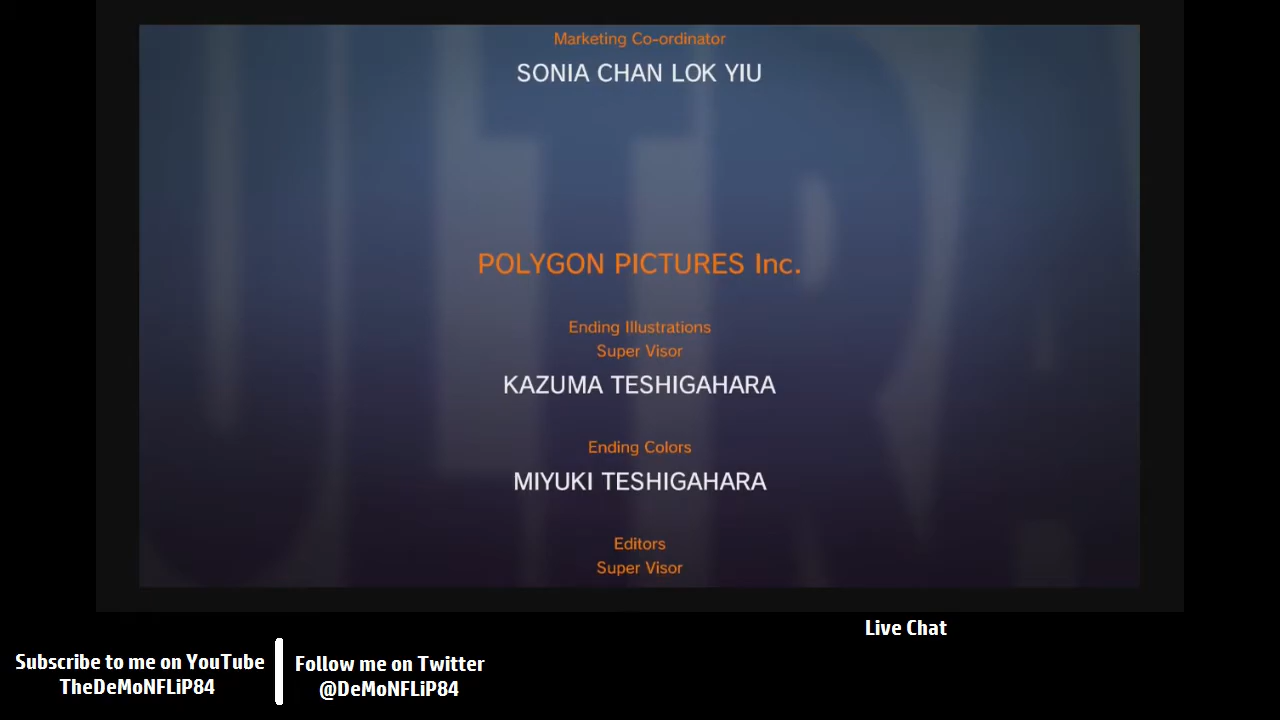 Marketing Co-ordinator
SONIA CHAN LOK YIU
POLYGON PICTURES Inc.
Ending Illustrations
Super Visor
KAZUMA TESHIGAHARA
Ending Colors
MIYUKI TESHIGAHARA
Editors
Super Visor
Live Chat
Subscribe to me on YouTube
TheDeMoNFLiP84
Follow me on Twitter
@DeMoNFLiP84